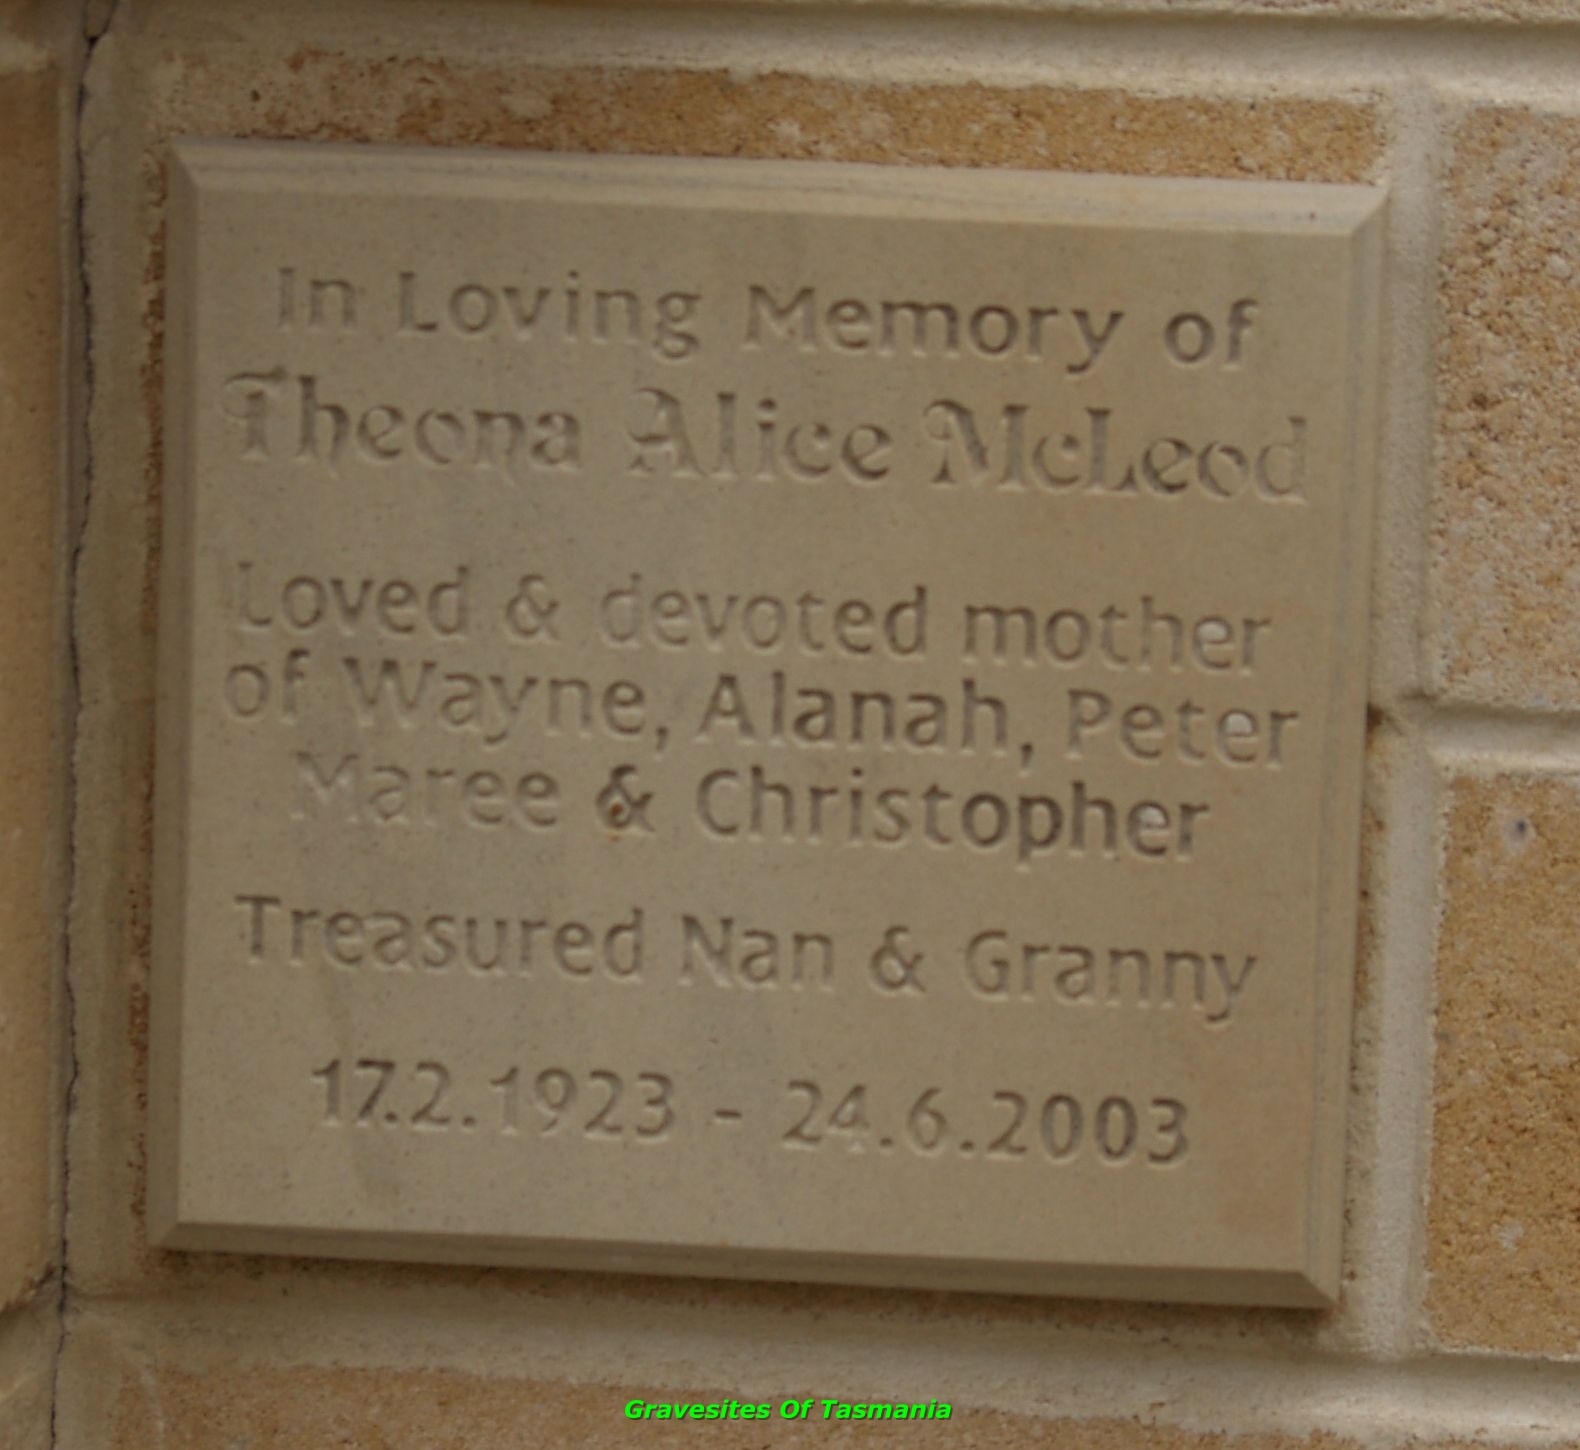 In Loving Memory of
Theona Alice McLeod
Loved & devoted mother
of Wayne, Alanah, Peter
Maree & Christopher
Treasured Nan & Granny
17.2.1923 - 24.6.2003
Gravesites Of Tasmania